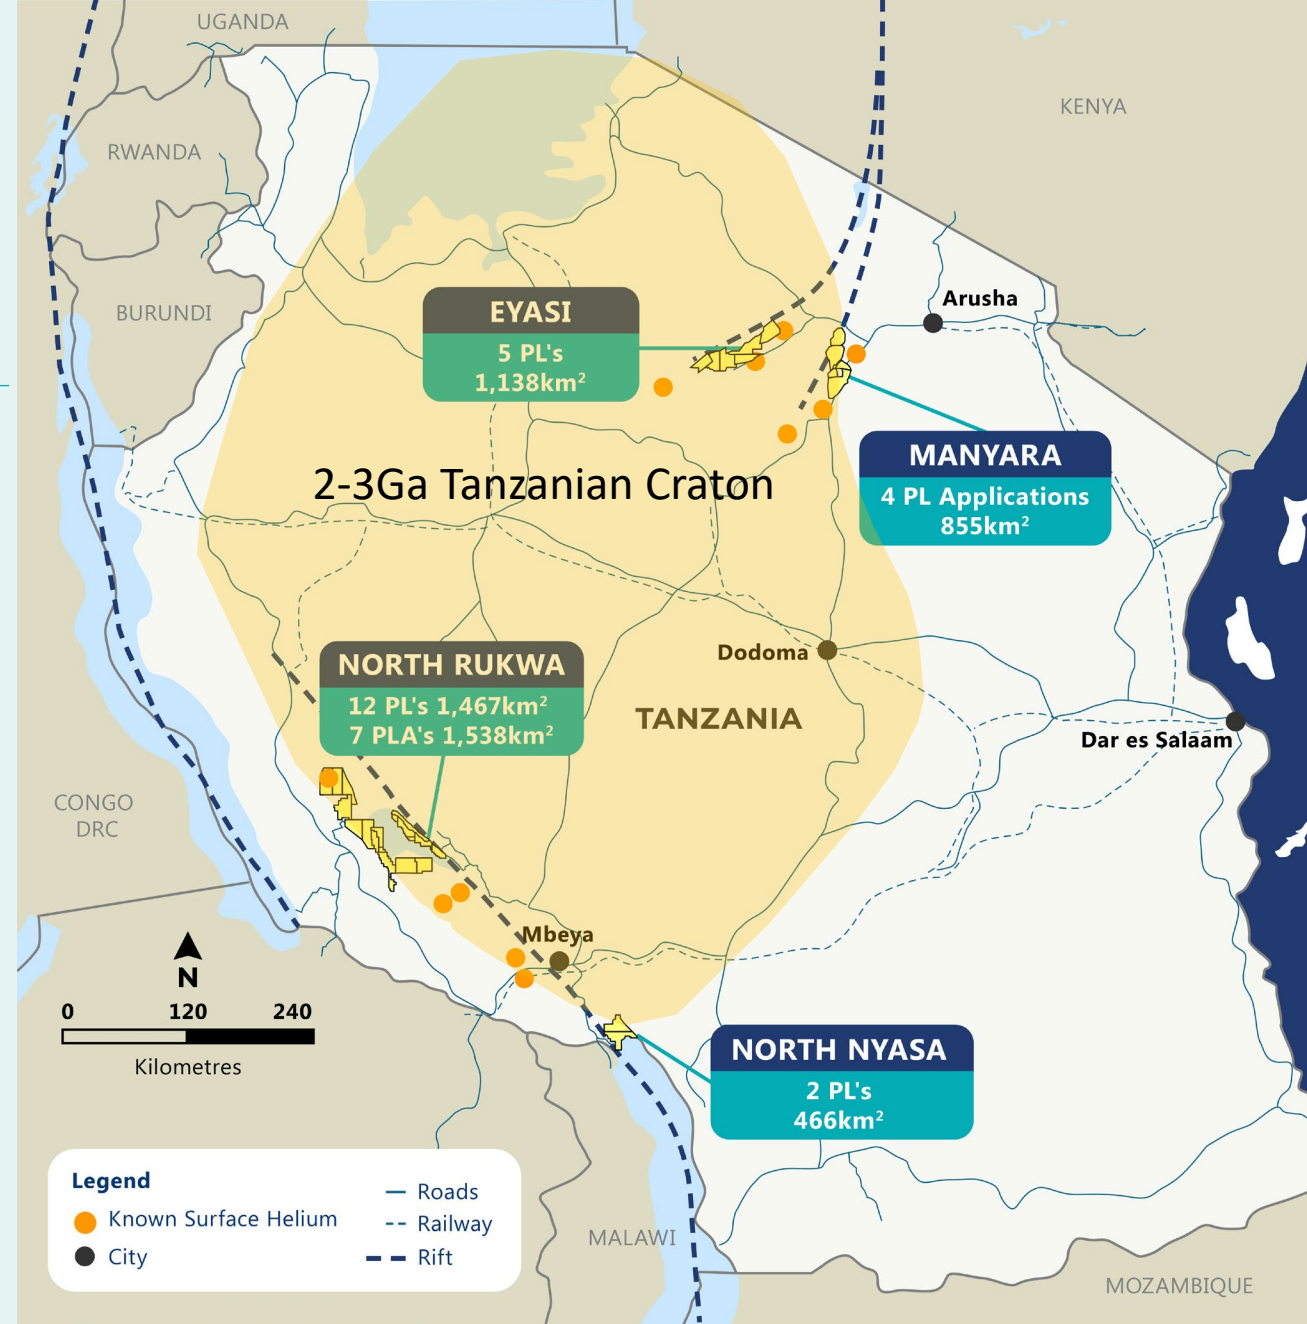 UGANDA
KENYA
RWANDA
BURUNDI
EYASI
5 PL's
1,138km²
Arusha
MANYARA
4 PL Applications
855km²
2-3Ga Tanzanian Craton
NORTH RUKWA
12 PL's 1,467km²
7 PLA's 1,538km²
Dodoma
TANZANIA
Dar es Salaam
CONGO
DRC
Mbeya
N
0 120 240
Kilometres
NORTH NYASA
2 PL's
466km²
Legend
Known Surface Helium
City
Roads
Railway
Rift
MALAWI
MOZAMBIQUE